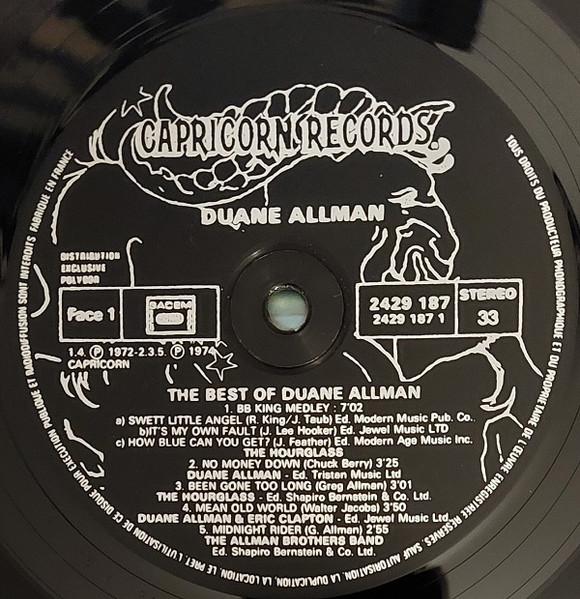 CAPRICORN RECORDS.
DUANE ALLMAN
DISTRIBUTION
EXCLUSIVE
POLYDOR
Face 1
SACEM
2429 187
2429 187 1
STEREO
33
1.4. Ⓟ 1972-2.3.5. Ⓟ 1974
CAPRICORN
THE BEST OF DUANE ALLMAN
1. BB KING MEDLEY : 7'02
a) SWETT LITTLE ANGEL (R. King/J. Taub) Ed. Modern Music Pub. Co.
b)IT'S MY OWN FAULT (J. Lee Hooker) Ed. Jewel Music LTD
c) HOW BLUE CAN YOU GET? (J. Feather) Ed. Modern Age Music Inc.
THE HOURGLASS
2. NO MONEY DOWN (Chuck Berry) 3'25
DUANE ALLMAN - Ed. Tristan Music Ltd
3. BEEN GONE TOO LONG (Greg Allman) 3'01
THE HOURGLASS - Ed. Shapiro Bernstein & Co. Ltd.
4. MEAN OLD WORLD (Walter Jacobs) 3'50
DUANE ALLMAN & ERIC CLAPTON - Ed. Jewel Music Ltd
5. MIDNIGHT RIDER (G. Allman) 2'55
THE ALLMAN BROTHERS BAND
Ed. Shapiro Bernstein & Co. Ltd.
TOUS DROITS DU PRODUCTEUR PHONOGRAPHIQUE ET DU PROPRIETAIRE DE L'ŒUVRE ENREGISTREE RESERVES. SAUF AUTORISATION, LA DUPLICATION, LA LOCATION, LE PRET, L'UTILISATION DE CE DISQUE POUR EXECUTION PUBLIQUE ET RADIODIFFUSION SONT INTERDITS FABRIQUE EN FRANCE